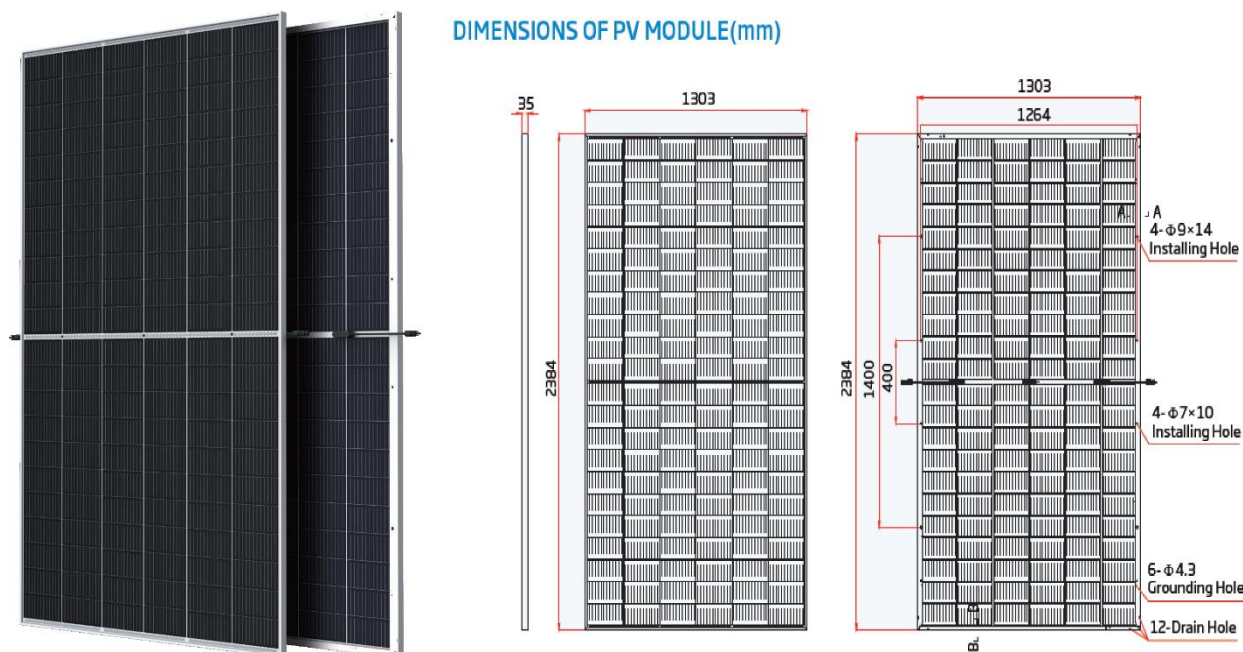 DIMENSIONS OF PV MODULE(mm)
35
1303
2384
1303
1264
2384
1400
400
A A
4-Φ9×14
Installing Hole
4-Φ7×10
Installing Hole
6-Φ4.3
Grounding Hole
12-Drain Hole
B
B